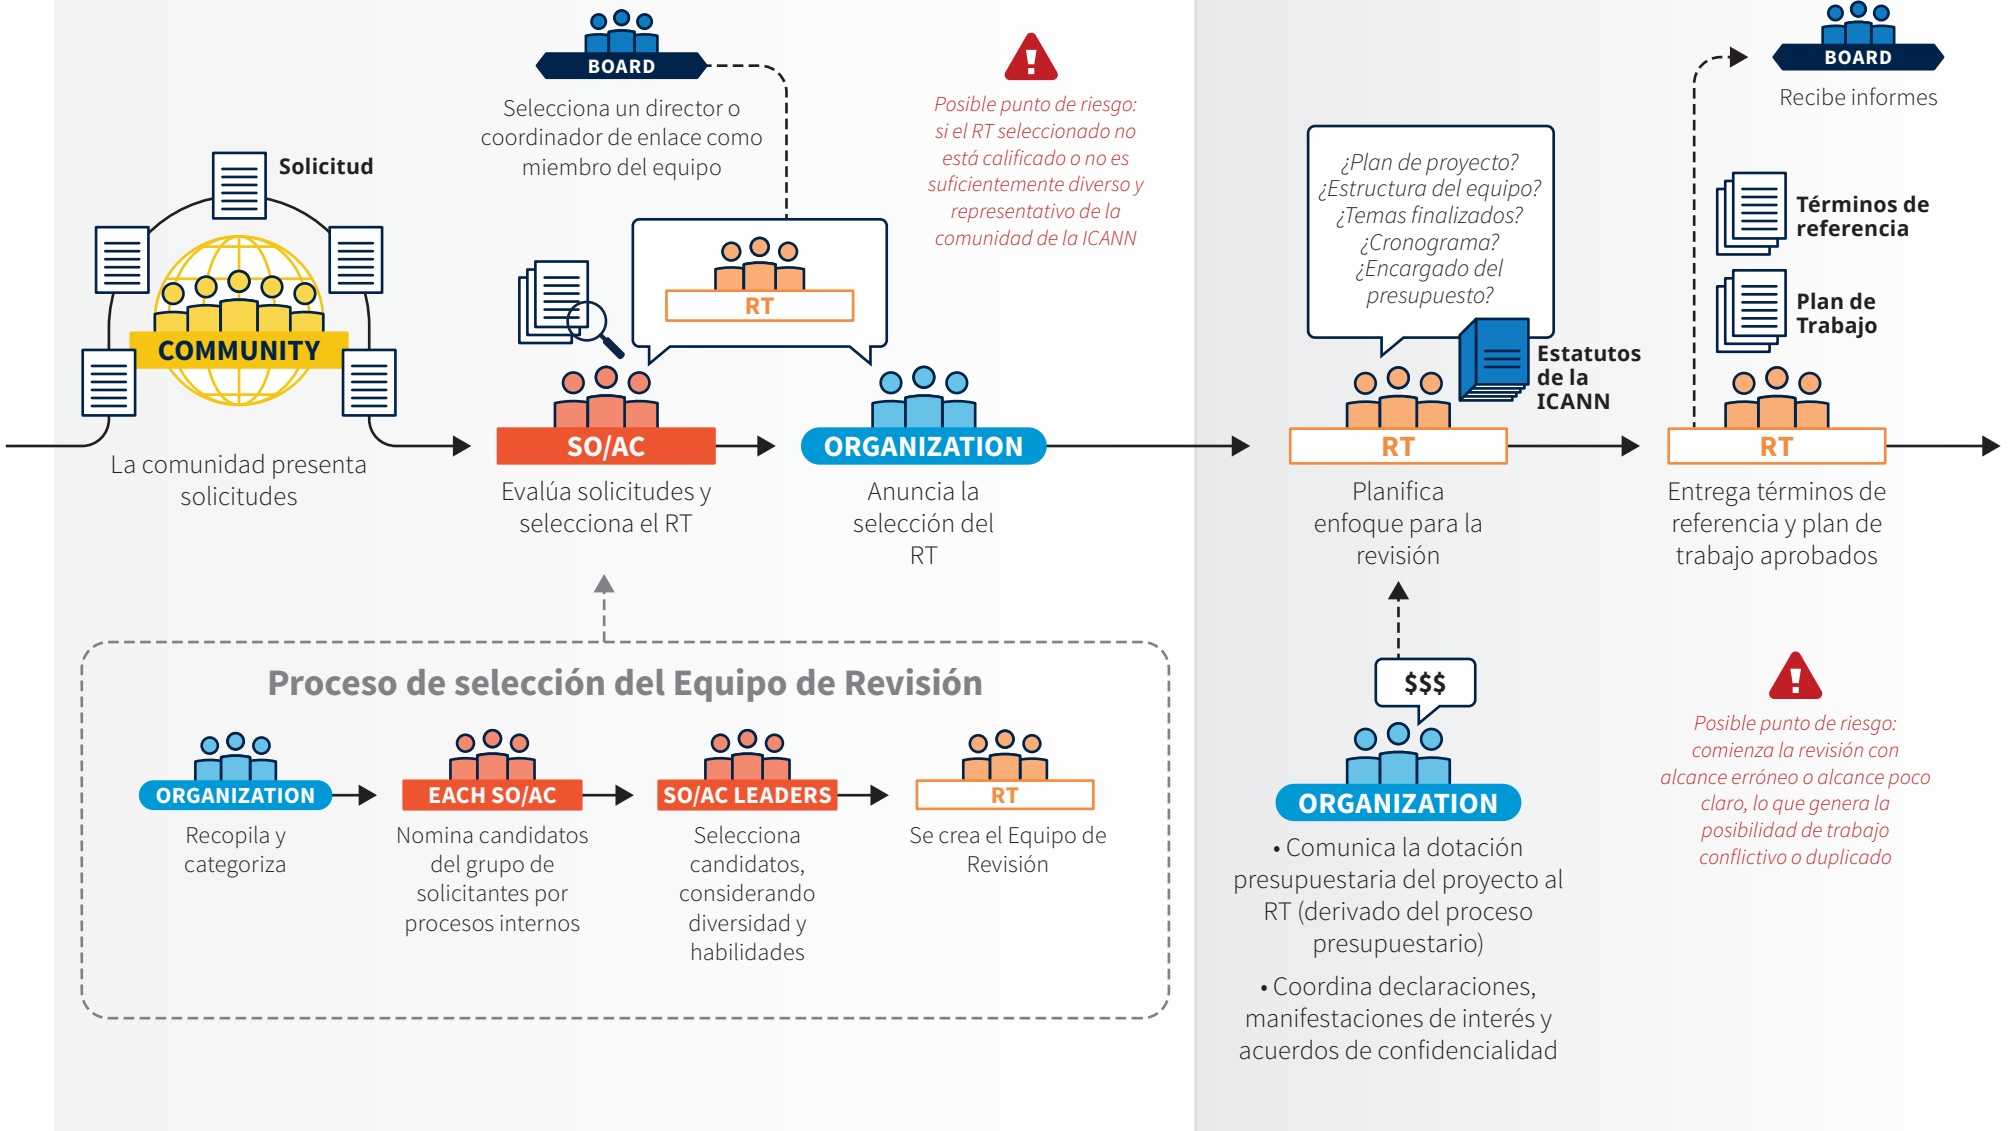 BOARD
Selecciona un director o
coordinador de enlace como
miembro del equipo
Posible punto de riesgo:
si el RT seleccionado no
está calificado o no es
suficientemente diverso y
representativo de la
comunidad de la ICANN
Solicitud
COMMUNITY
La comunidad presenta
solicitudes
RT
SO/AC
Evalúa solicitudes y
selecciona el RT
ORGANIZATION
Anuncia la
selección del
RT
Proceso de selección del Equipo de Revisión
ORGANIZATION
Recopila y
categoriza
EACH SO/AC
Nomina candidatos
del grupo de
solicitantes por
procesos internos
SO/AC LEADERS
Selecciona
candidatos,
considerando
diversidad y
habilidades
RT
Se crea el Equipo de
Revisión
¿Plan de proyecto?
¿Estructura del equipo?
¿Temas finalizados?
¿Cronograma?
¿Encargado del
presupuesto?
Estatutos
de la
ICANN
RT
Planifica
enfoque para la
revisión
$$$
ORGANIZATION
• Comunica la dotación
presupuestaria del proyecto al
RT (derivado del proceso
presupuestario)
• Coordina declaraciones,
manifestaciones de interés y
acuerdos de confidencialidad
BOARD
Recibe informes
Términos de
referencia
Plan de
Trabajo
RT
Entrega términos de
referencia y plan de
trabajo aprobados
Posible punto de riesgo:
comienza la revisión con
alcance erróneo o alcance poco
claro, lo que genera la
posibilidad de trabajo
conflictivo o duplicado